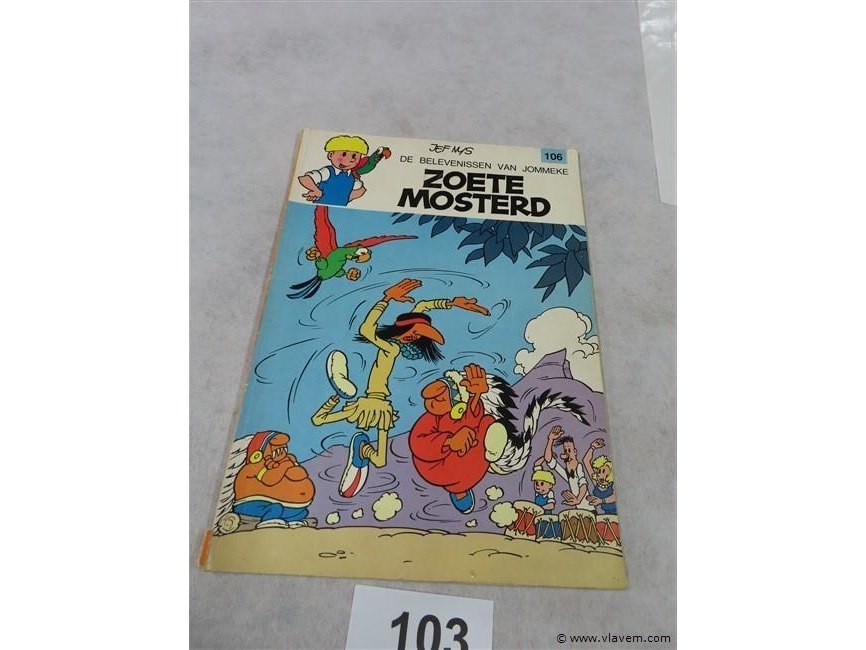 JEF NYS
106
DE BELEVENISSEN VAN JOMMEKE
ZOETE
MOSTERD
103
© www.vlavem.com